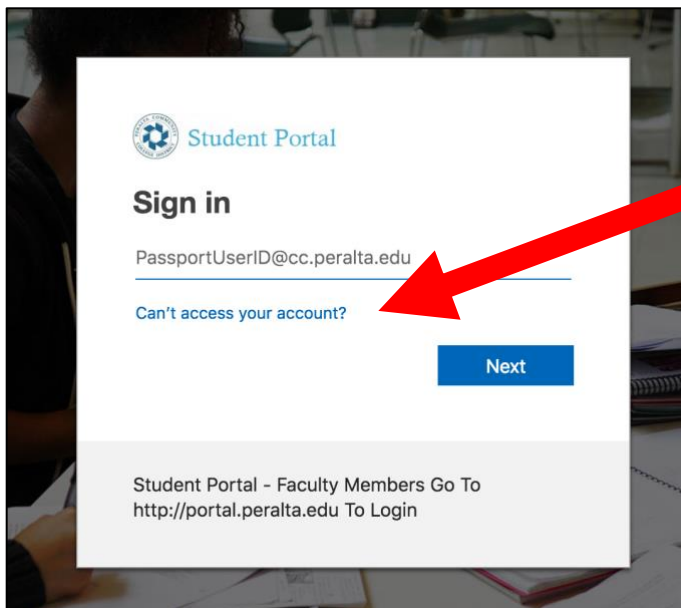 Student Portal
Sign in
PassportUserID@cc.peralta.edu
Can't access your account?
Next
Student Portal - Faculty Members Go To
http://portal.peralta.edu To Login